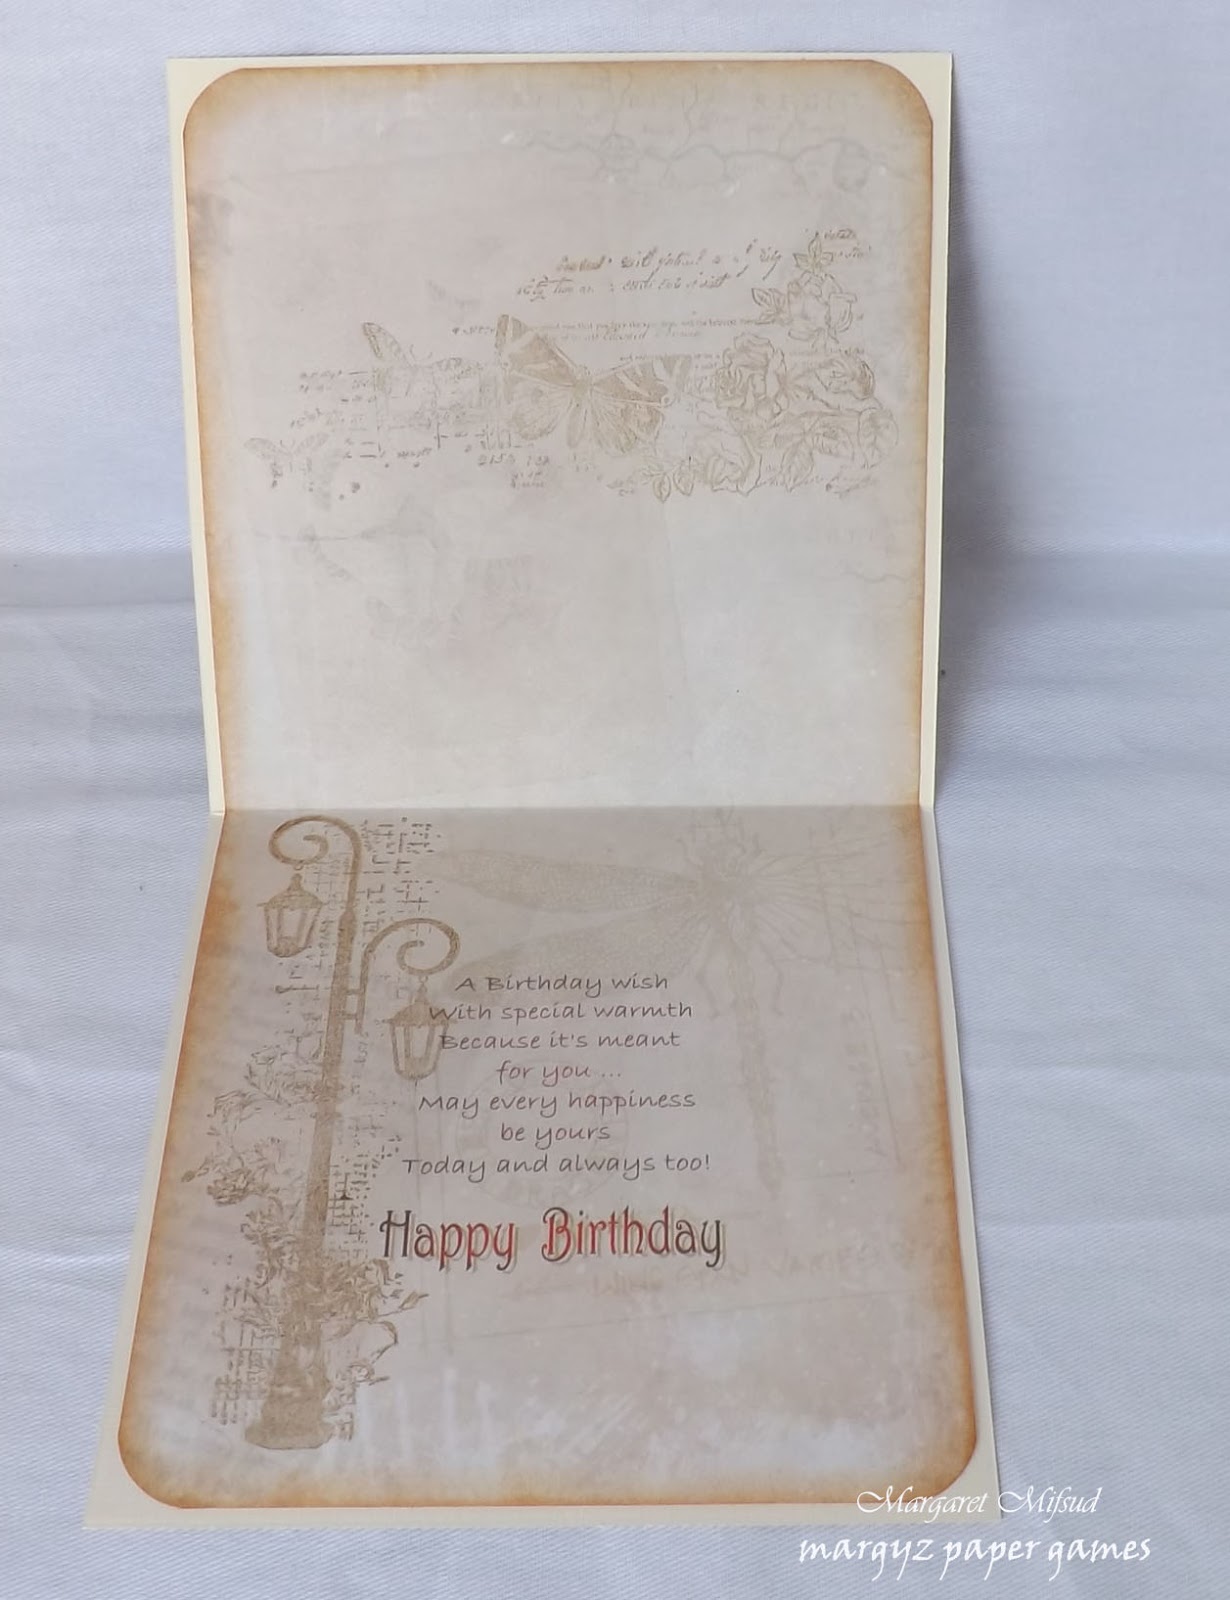 A Birthday wish
With special warmth
Because it's meant
for you ...
May every happiness
be yours
Today and always too!
Happy Birthday
Margaret Mifsud
margyz paper games